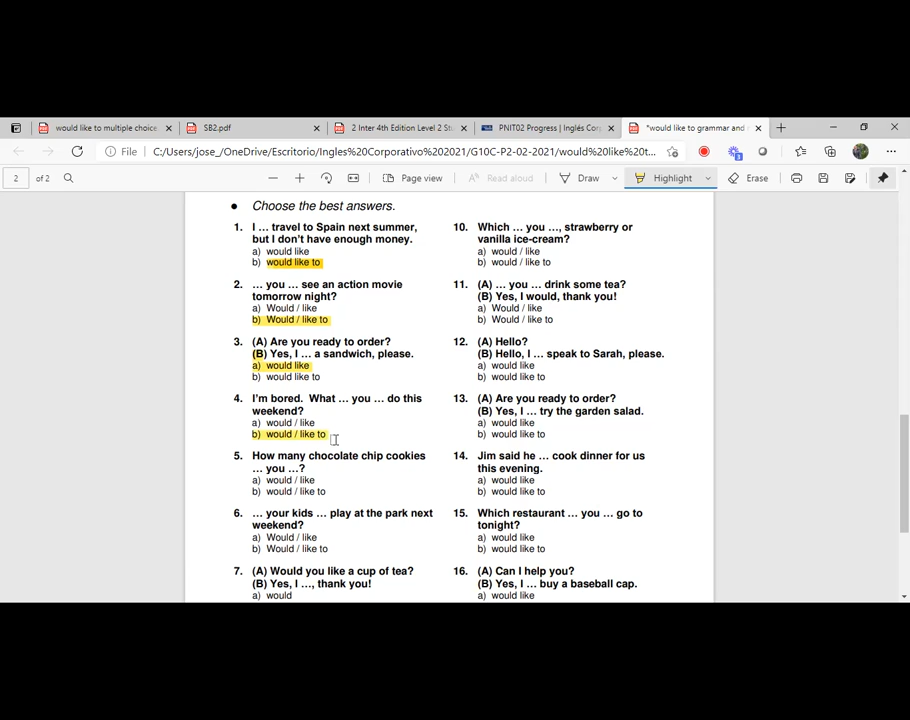 would like to multiple choice
SB2.pdf
2 Inter 4th Edition Level 2 Stu
PNIT02 Progress | Inglés Corp
*would like to grammar and r
File
C:/Users/jose_/OneDrive/Escritorio/Ingles%20Corporativo%202021/G10C-P2-02-2021/would%20like%20t...
2
of 2
Page view
Read aloud
Draw
Highlight
Erase
Choose the best answers.
1. I ... travel to Spain next summer,
but I don't have enough money.
a) would like
b) would like to
2. ... you ... see an action movie
tomorrow night?
a) Would / like
b) Would / like to
3. (A) Are you ready to order?
(B) Yes, I ... a sandwich, please.
a) would like
b) would like to
4. I'm bored. What ... you ... do this
weekend?
a) would / like
b) would / like to
5. How many chocolate chip cookies
... you ...?
a) would / like
b) would / like to
6. ... your kids ... play at the park next
weekend?
a) Would / like
b) Would / like to
7. (A) Would you like a cup of tea?
(B) Yes, I ..., thank you!
a) would
10. Which ... you ..., strawberry or
vanilla ice-cream?
a) would / like
b) would / like to
11. (A) ... you ... drink some tea?
(B) Yes, I would, thank you!
a) Would / like
b) Would / like to
12. (A) Hello?
(B) Hello, I ... speak to Sarah, please.
a) would like
b) would like to
13. (A) Are you ready to order?
(B) Yes, I ... try the garden salad.
a) would like
b) would like to
14. Jim said he ... cook dinner for us
this evening.
a) would like
b) would like to
15. Which restaurant ... you ... go to
tonight?
a) would like
b) would like to
16. (A) Can I help you?
(B) Yes, I ... buy a baseball cap.
a) would like